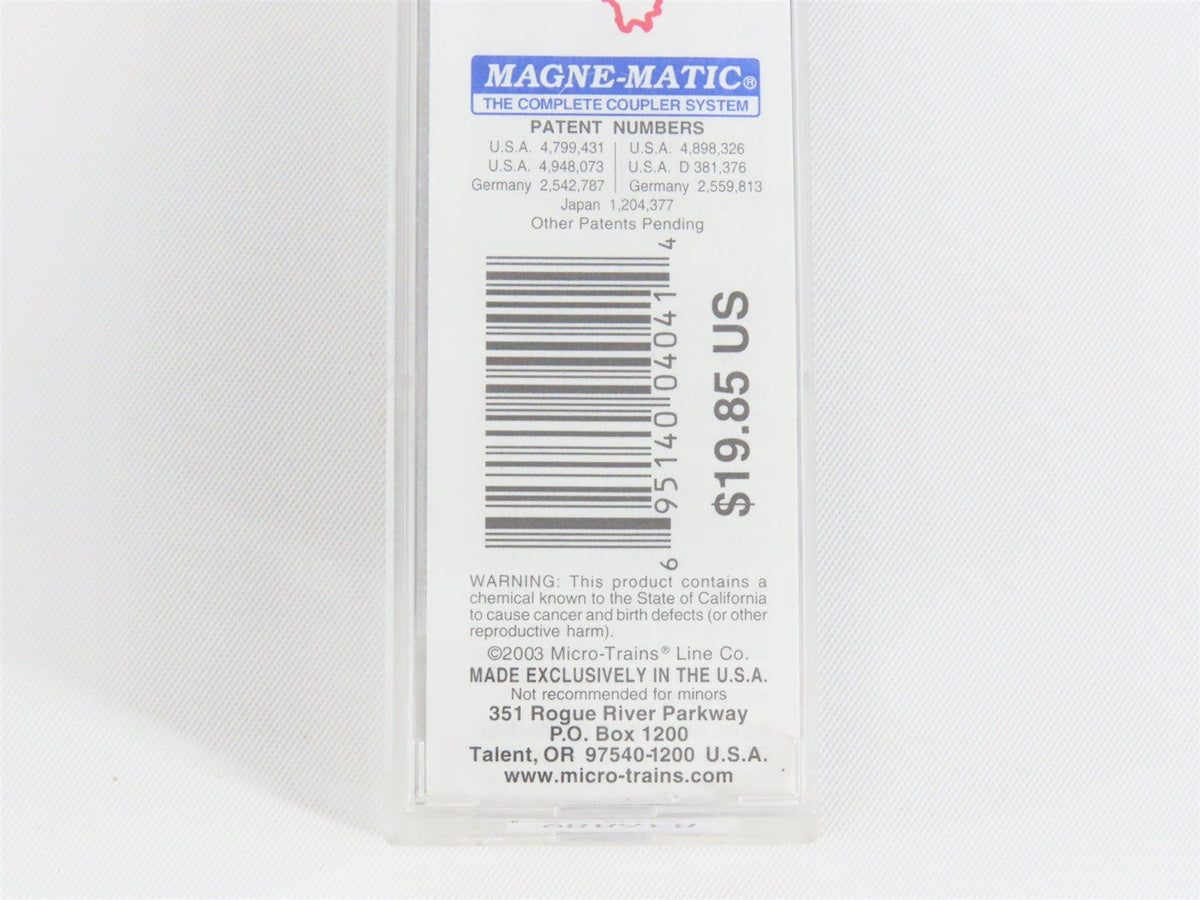 MAGNE-MATIC®
THE COMPLETE COUPLER SYSTEM
PATENT NUMBERS
U.S.A. 4,799,431 | U.S.A. 4,898,326
U.S.A. 4,948,073 | U.S.A. D 381,376
Germany 2,542,787 | Germany 2,559,813
Japan 1,204,377
Other Patents Pending
6 95140 04041 4
$19.85 US
WARNING: This product contains a
chemical known to the State of California
to cause cancer and birth defects (or other
reproductive harm).
©2003 Micro-Trains® Line Co.
MADE EXCLUSIVELY IN THE U.S.A.
Not recommended for minors
351 Rogue River Parkway
P.O. Box 1200
Talent, OR 97540-1200 U.S.A.
www.micro-trains.com